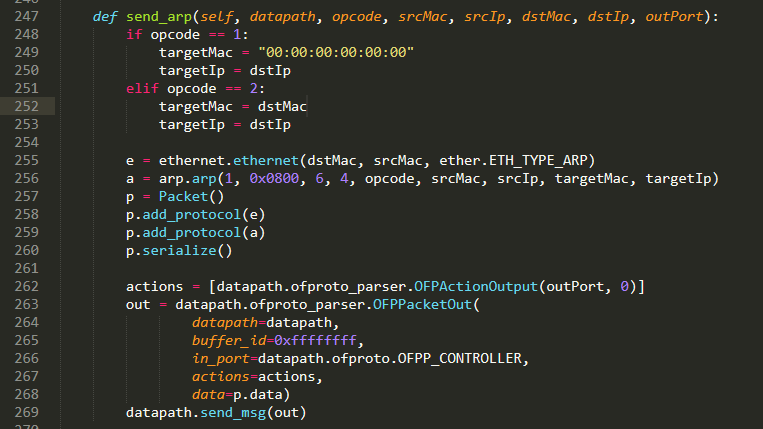 247 def send_arp(self, datapath, opcode, srcMac, srcIp, dstMac, dstIp, outPort):
248 if opcode == 1:
249 targetMac = "00:00:00:00:00:00"
250 targetIp = dstIp
251 elif opcode == 2:
252 targetMac = dstMac
253 targetIp = dstIp
254
255 e = ethernet.ethernet(dstMac, srcMac, ether.ETH_TYPE_ARP)
256 a = arp.arp(1, 0x0800, 6, 4, opcode, srcMac, srcIp, targetMac, targetIp)
257 p = Packet()
258 p.add_protocol(e)
259 p.add_protocol(a)
260 p.serialize()
261
262 actions = [datapath.ofproto_parser.OFPActionOutput(outPort, 0)]
263 out = datapath.ofproto_parser.OFPPacketOut(
264 datapath=datapath,
265 buffer_id=0xffffffff,
266 in_port=datapath.ofproto.OFPP_CONTROLLER,
267 actions=actions,
268 data=p.data)
269 datapath.send_msg(out)